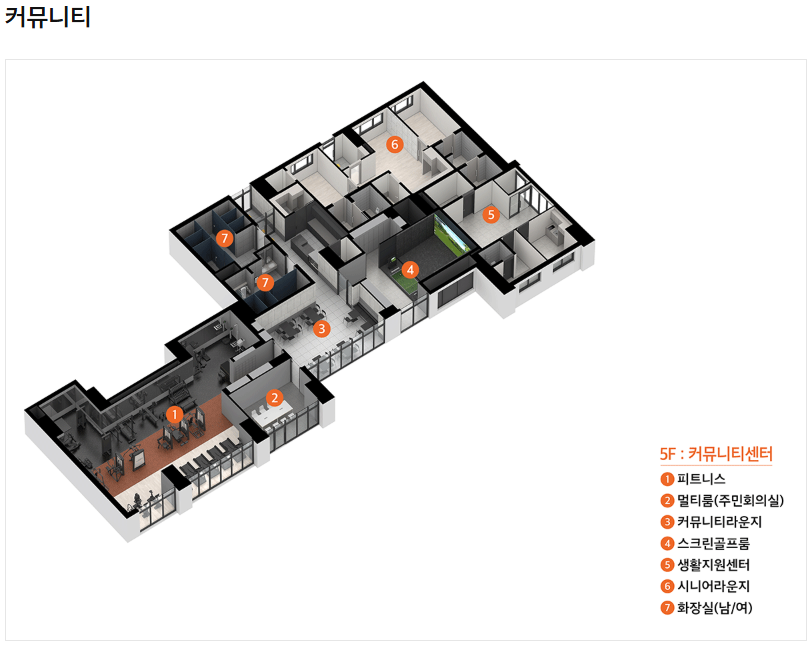 커뮤니티
6
5
7
4
7
3
2
1
5F : 커뮤니티센터
1 피트니스
2 멀티룸(주민회의실)
3 커뮤니티라운지
4 스크린골프룸
5 생활지원센터
6 시니어라운지
7 화장실(남/여)